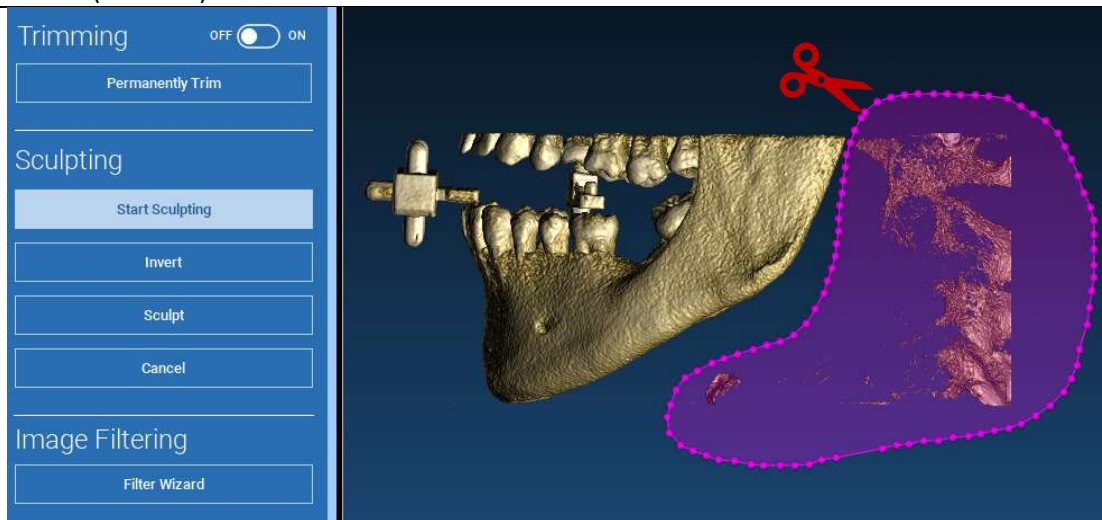 Trimming
OFF ON
Permanently Trim
Sculpting
Start Sculpting
Invert
Sculpt
Cancel
Image Filtering
Filter Wizard